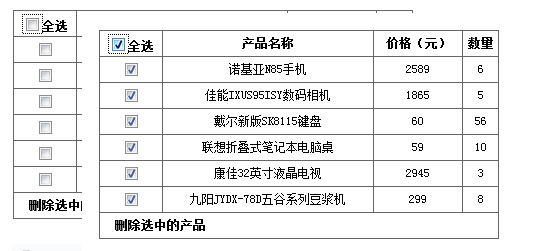 全选
删除选中
全选 产品名称 价格（元） 数量
诺基亚N85手机 2589 6
佳能IXUS95ISY数码相机 1865 5
戴尔新版SK8115键盘 60 56
联想折叠式笔记本电脑桌 59 10
康佳32英寸液晶电视 2945 3
九阳JYDX-78D五谷系列豆浆机 299 8
删除选中的产品